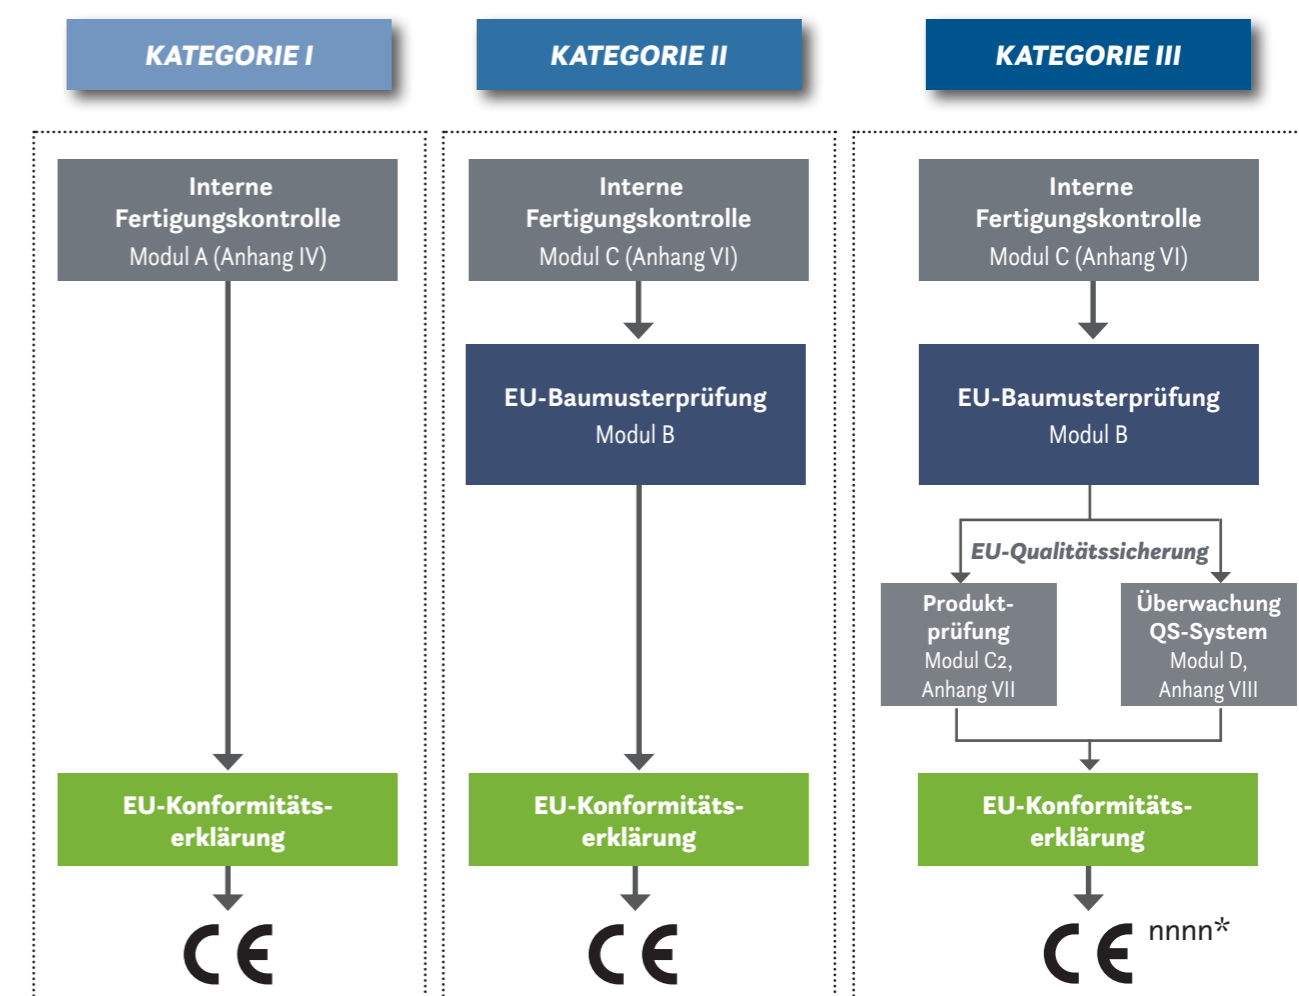 KATEGORIE I
Interne
Fertigungskontrolle
Modul A (Anhang IV)
EU-Konformitäts-
erklärung
CE
KATEGORIE II
Interne
Fertigungskontrolle
Modul C (Anhang VI)
EU-Baumusterprüfung
Modul B
EU-Konformitäts-
erklärung
CE
KATEGORIE III
Interne
Fertigungskontrolle
Modul C (Anhang VI)
EU-Baumusterprüfung
Modul B
EU-Qualitätssicherung
Produkt-
prüfung
Modul C2,
Anhang VII
Überwachung
QS-System
Modul D,
Anhang VIII
EU-Konformitäts-
erklärung
CE nnnn*